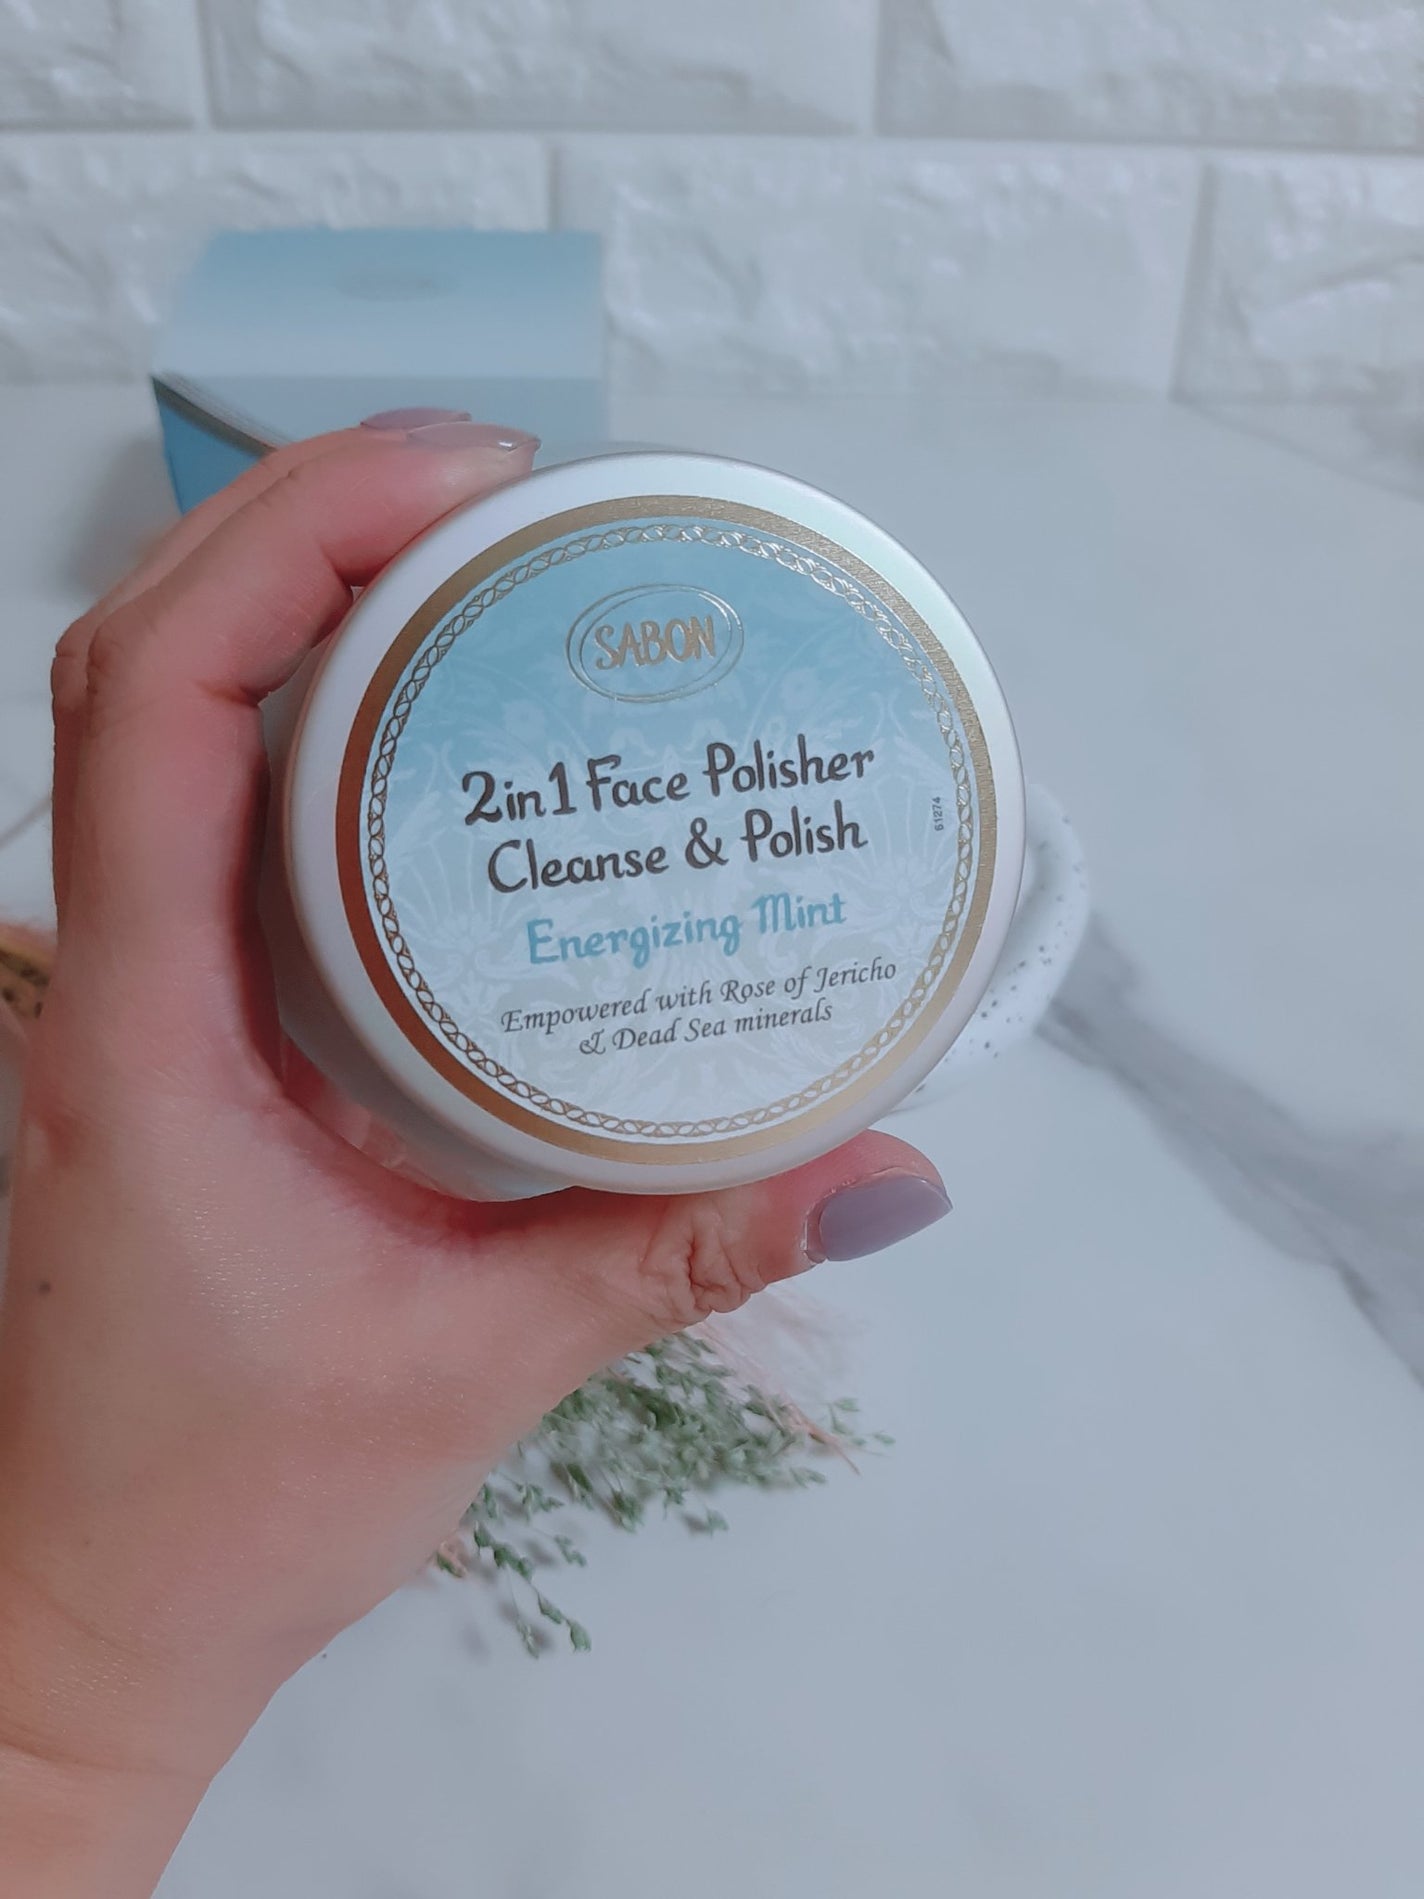 SABON
2in1 Face Polisher
Cleanse & Polish
Energizing Mint
Empowered with Rose of Jericho
& Dead Sea minerals
61274